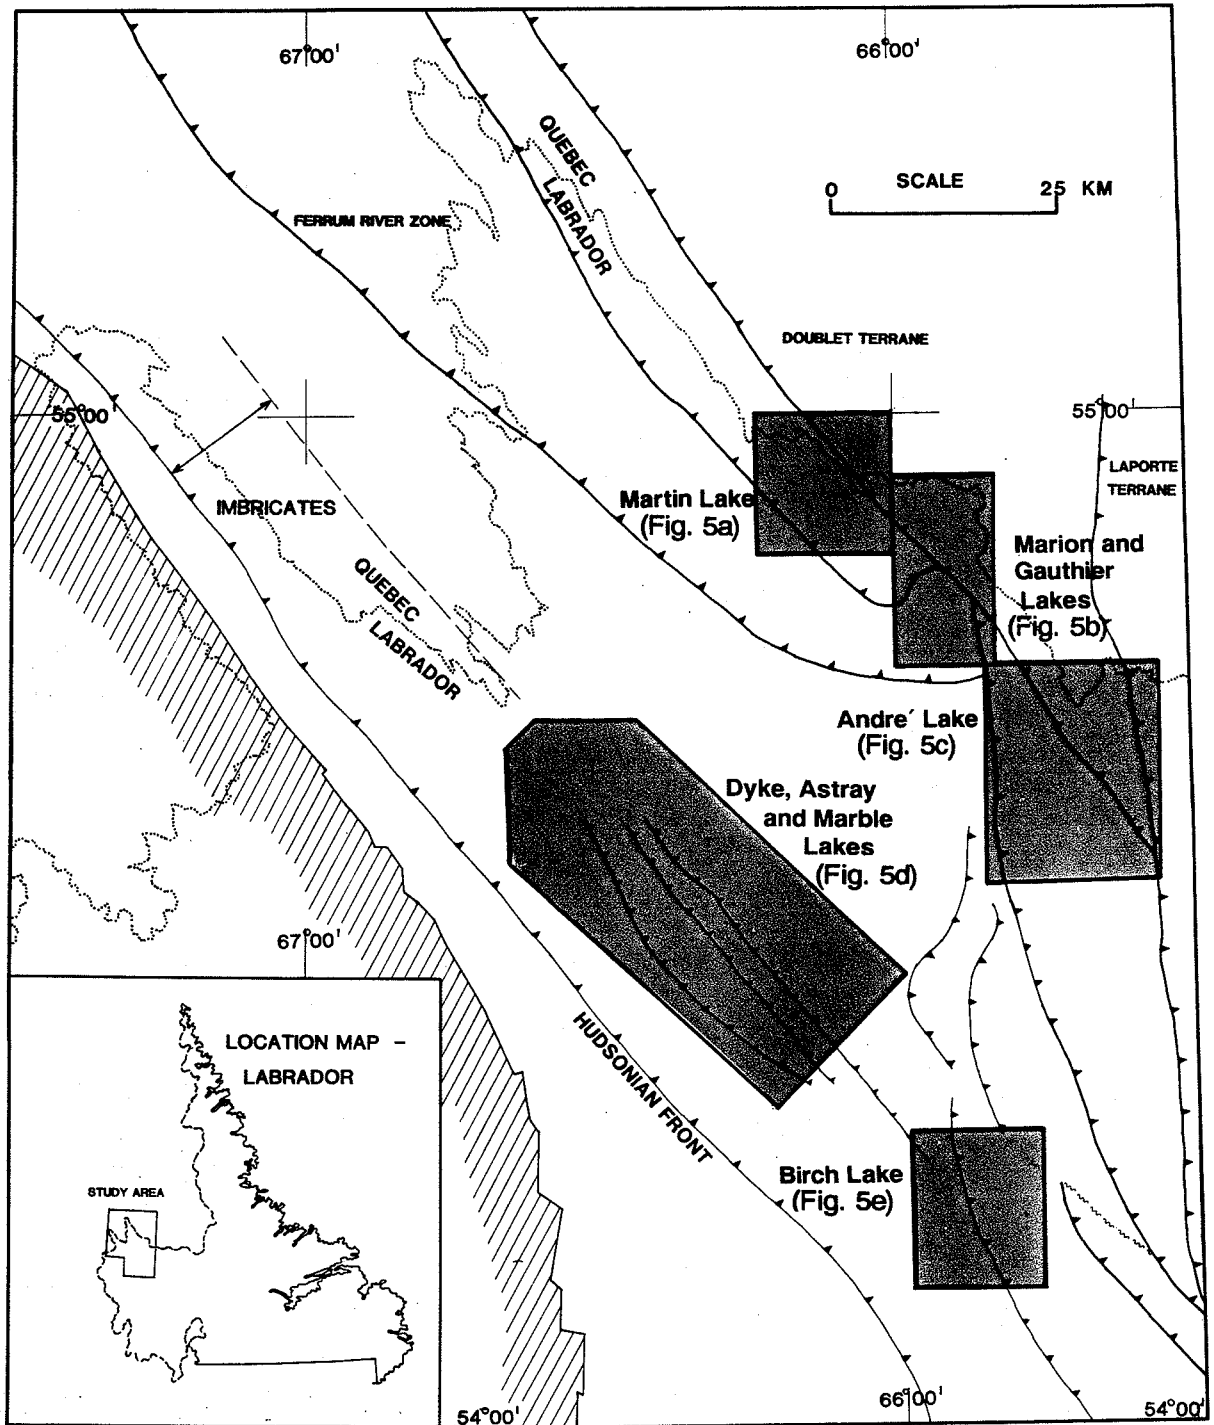 67°00'
66°00'
QUEBEC
LABRADOR
0 SCALE 25 KM
FERRUM RIVER ZONE
DOUBLET TERRANE
55°00'
55°00'
LAPORTE
TERRANE
IMBRICATES
Martin Lake
(Fig. 5a)
Marion and
Gauthier
Lakes
(Fig. 5b)
QUEBEC
LABRADOR
Andre´ Lake
(Fig. 5c)
Dyke, Astray
and Marble
Lakes
(Fig. 5d)
67°00'
HUDSONIAN FRONT
LOCATION MAP –
LABRADOR
STUDY AREA
Birch Lake
(Fig. 5e)
54°00'
66°00'
54°00'